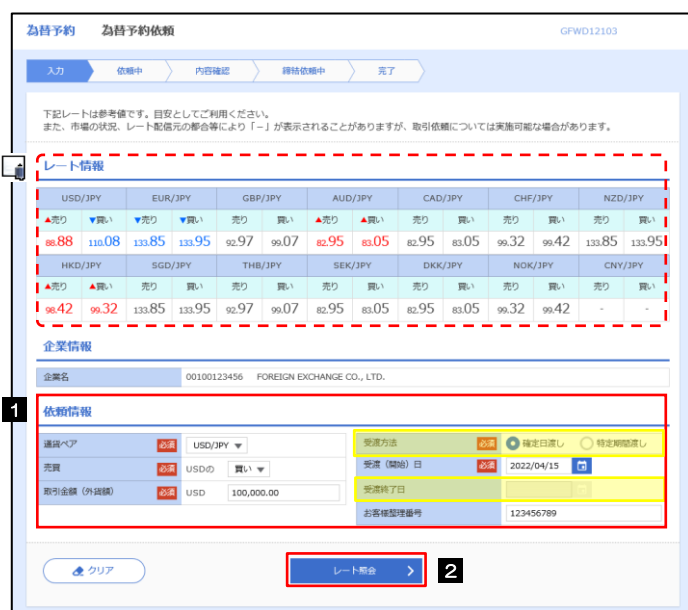 為替予約 為替予約依頼 GFWD12103
入力 依頼中 内容確認 締結依頼中 完了
下記レートは参考値です。目安としてご利用ください。
また、市場の状況、レート配信元の都合等により「－」が表示されることがありますが、取引依頼については実施可能な場合があります。
レート情報
USD/JPY EUR/JPY GBP/JPY AUD/JPY CAD/JPY CHF/JPY NZD/JPY
▲売り ▼買い ▼売り ▼買い 売り 買い ▲売り ▲買い 売り 買い 売り 買い 売り 買い
88.88 110.08 133.85 133.95 92.97 99.07 82.95 83.05 82.95 83.05 99.32 99.42 133.85 133.95
HKD/JPY SGD/JPY THB/JPY SEK/JPY DKK/JPY NOK/JPY CNY/JPY
▲売り ▲買い 売り 買い 売り 買い 売り 買い 売り 買い 売り 買い 売り 買い
98.42 99.32 133.85 133.95 92.97 99.07 82.95 83.05 82.95 83.05 99.32 99.42 - -
企業情報
企業名 00100123456 FOREIGN EXCHANGE CO., LTD.
1
依頼情報
通貨ペア 必須 USD/JPY ▼ 受渡方法 必須 確定日渡し 特定期間渡し
売買 必須 USDの 買い ▼ 受渡（開始）日 必須 2022/04/15
取引金額（外貨額） 必須 USD 100,000.00 受渡終了日
お客様整理番号 123456789
クリア レート照会 2